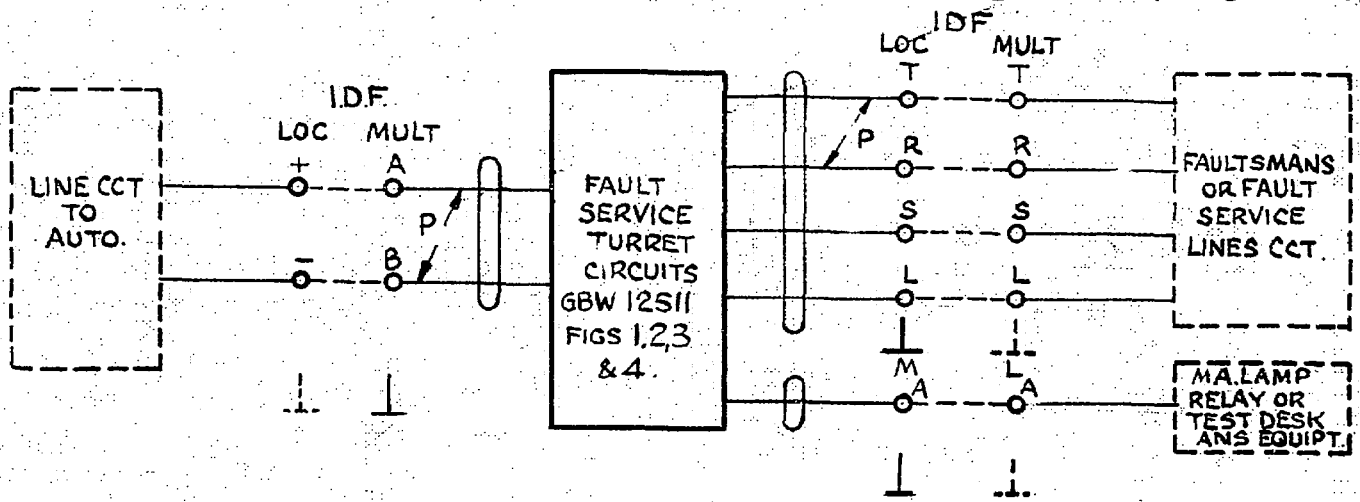 LINE CCT
TO
AUTO.
I.D.F.
LOC MULT
+ A
P
- B
FAULT
SERVICE
TURRET
CIRCUITS
GBW 12511
FIGS 1,2,3
& 4.
IDF
LOC MULT
T T
P
R R
S S
L L
M L
A A
FAULTSMANS
OR FAULT
SERVICE
LINES CCT.
M.A. LAMP
RELAY OR
TEST DESK
ANS EQUIPT.